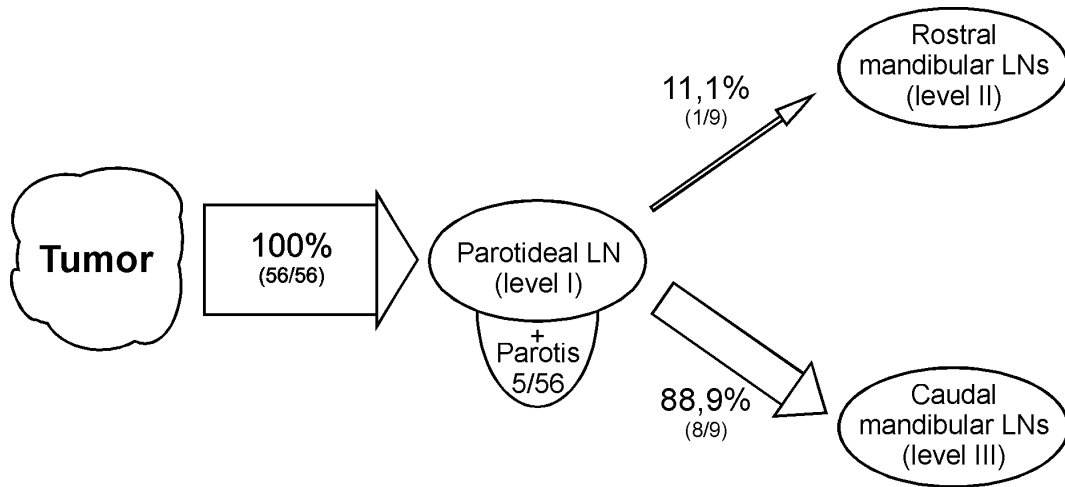 Tumor
100%
(56/56)
Parotideal LN
(level I)
+
Parotis
5/56
11,1%
(1/9)
Rostral
mandibular LNs
(level II)
88,9%
(8/9)
Caudal
mandibular LNs
(level III)